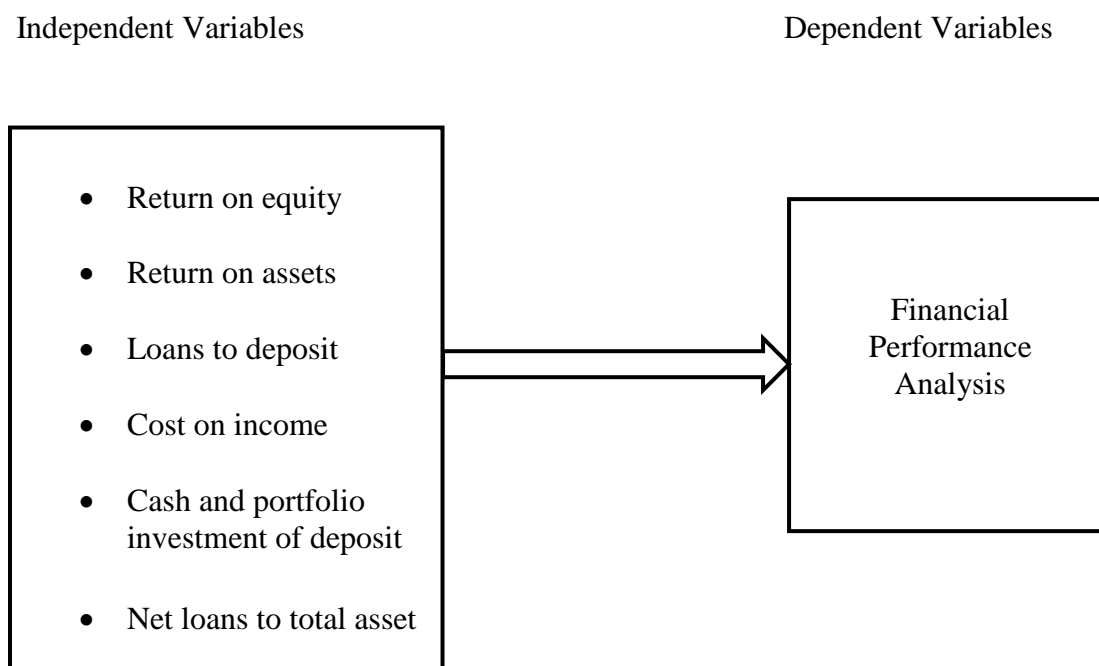 Independent Variables
Dependent Variables
• Return on equity
• Return on assets
• Loans to deposit
• Cost on income
• Cash and portfolio
investment of deposit
• Net loans to total asset
Financial
Performance
Analysis